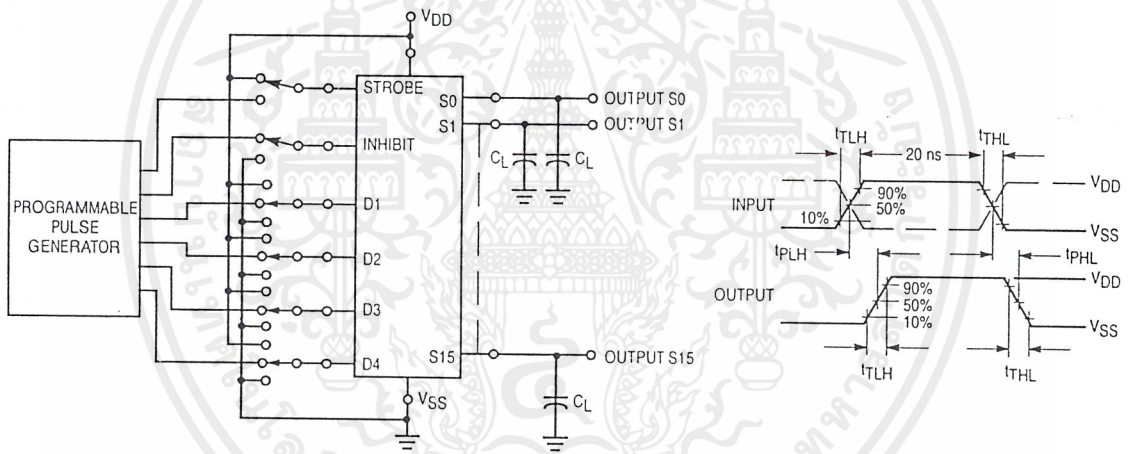 VDD
STROBE
S0
OUTPUT S0
S1
OUTPUT S1
INHIBIT
CL
CL
PROGRAMMABLE
PULSE
GENERATOR
D1
D2
D3
D4
S15
OUTPUT S15
VSS
CL
tTLH
20 ns
tTHL
INPUT
90%
50%
10%
VDD
VSS
tPLH
tPHL
OUTPUT
90%
50%
10%
VDD
VSS
tTLH
tTHL